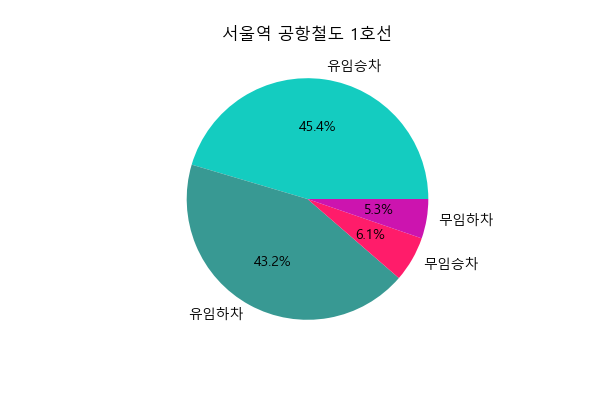 서울역 공항철도 1호선
유임승차
45.4%
5.3%
무임하차
6.1%
43.2%
무임승차
유임하차